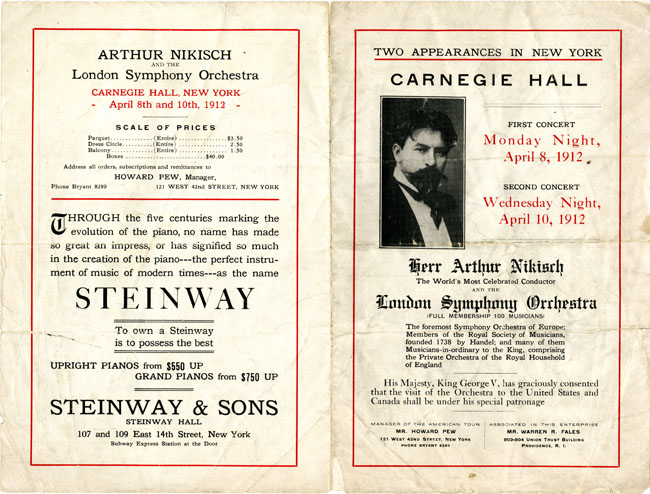 ARTHUR NIKISCH
AND THE
London Symphony Orchestra
CARNEGIE HALL, NEW YORK
- April 8th and 10th, 1912 -
SCALE OF PRICES
Parquet..............(Entire)..............$3.50
Dress Circle..........(Entire).............. 2.50
Balcony..............(Entire).............. 1.50
Boxes ........................$40.00
Address all orders, subscriptions and remittances to
HOWARD PEW, Manager,
Phone Bryant 8289 121 WEST 42nd STREET, NEW YORK
THROUGH the five centuries marking the
evolution of the piano, no name has made
so great an impress, or has signified so much
in the creation of the piano---the perfect instru-
ment of music of modern times---as the name
STEINWAY
To own a Steinway
is to possess the best
UPRIGHT PIANOS from $550 UP
GRAND PIANOS from $750 UP
STEINWAY & SONS
STEINWAY HALL
107 and 109 East 14th Street, New York
Subway Express Station at the Door
TWO APPEARANCES IN NEW YORK
CARNEGIE HALL
FIRST CONCERT
Monday Night,
April 8, 1912
SECOND CONCERT
Wednesday Night,
April 10, 1912
Herr Arthur Nikisch
The World's Most Celebrated Conductor
AND THE
London Symphony Orchestra
(FULL MEMBERSHIP 100 MUSICIANS)
The foremost Symphony Orchestra of Europe;
Members of the Royal Society of Musicians,
founded 1738 by Handel; and many of them
Musicians-in-ordinary to the King, comprising
the Private Orchestra of the Royal Household
of England
His Majesty, King George V, has graciously consented
that the visit of the Orchestra to the United States and
Canada shall be under his special patronage
MANAGER OF THE AMERICAN TOUR
MR. HOWARD PEW
121 WEST 42ND STREET, NEW YORK
PHONE BRYANT 8289
ASSOCIATED IN THIS ENTERPRISE
MR. WARREN R. FALES
803-804 UNION TRUST BUILDING
PROVIDENCE, R. I.